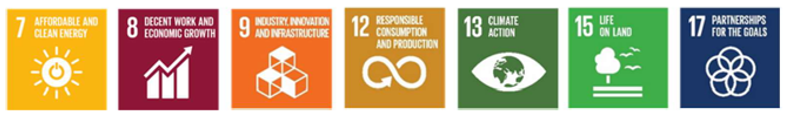 7 AFFORDABLE AND
CLEAN ENERGY
8 DECENT WORK AND
ECONOMIC GROWTH
9 INDUSTRY, INNOVATION
AND INFRASTRUCTURE
12 RESPONSIBLE
CONSUMPTION
AND PRODUCTION
13 CLIMATE
ACTION
15 LIFE
ON LAND
17 PARTNERSHIPS
FOR THE GOALS